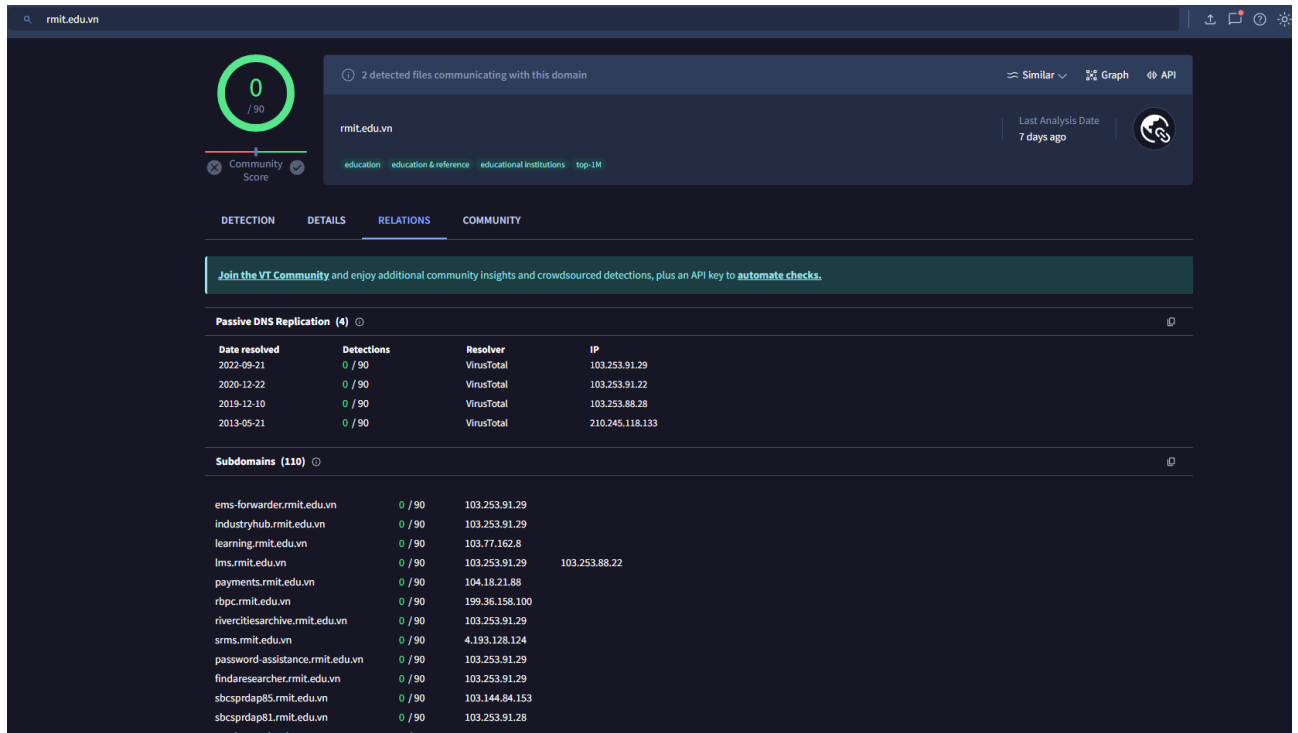 rmit.edu.vn
0
/ 90
Community
Score
2 detected files communicating with this domain
Similar
Graph
API
rmit.edu.vn
Last Analysis Date
7 days ago
education education & reference educational institutions top-1M
DETECTION DETAILS RELATIONS COMMUNITY
Join the VT Community and enjoy additional community insights and crowdsourced detections, plus an API key to automate checks.
Passive DNS Replication (4)
Date resolved Detections Resolver IP
2022-09-21 0 / 90 VirusTotal 103.253.91.29
2020-12-22 0 / 90 VirusTotal 103.253.91.22
2019-12-10 0 / 90 VirusTotal 103.253.88.28
2013-05-21 0 / 90 VirusTotal 210.245.118.133
Subdomains (110)
ems-forwarder.rmit.edu.vn 0 / 90 103.253.91.29
industryhub.rmit.edu.vn 0 / 90 103.253.91.29
learning.rmit.edu.vn 0 / 90 103.77.162.8
lms.rmit.edu.vn 0 / 90 103.253.91.29 103.253.88.22
payments.rmit.edu.vn 0 / 90 104.18.21.88
rbpc.rmit.edu.vn 0 / 90 199.36.158.100
rivercitiesarchive.rmit.edu.vn 0 / 90 103.253.91.29
srms.rmit.edu.vn 0 / 90 4.193.128.124
password-assistance.rmit.edu.vn 0 / 90 103.253.91.29
findaresearcher.rmit.edu.vn 0 / 90 103.253.91.29
sbcsprdap85.rmit.edu.vn 0 / 90 103.144.84.153
sbcsprdap81.rmit.edu.vn 0 / 90 103.253.91.28